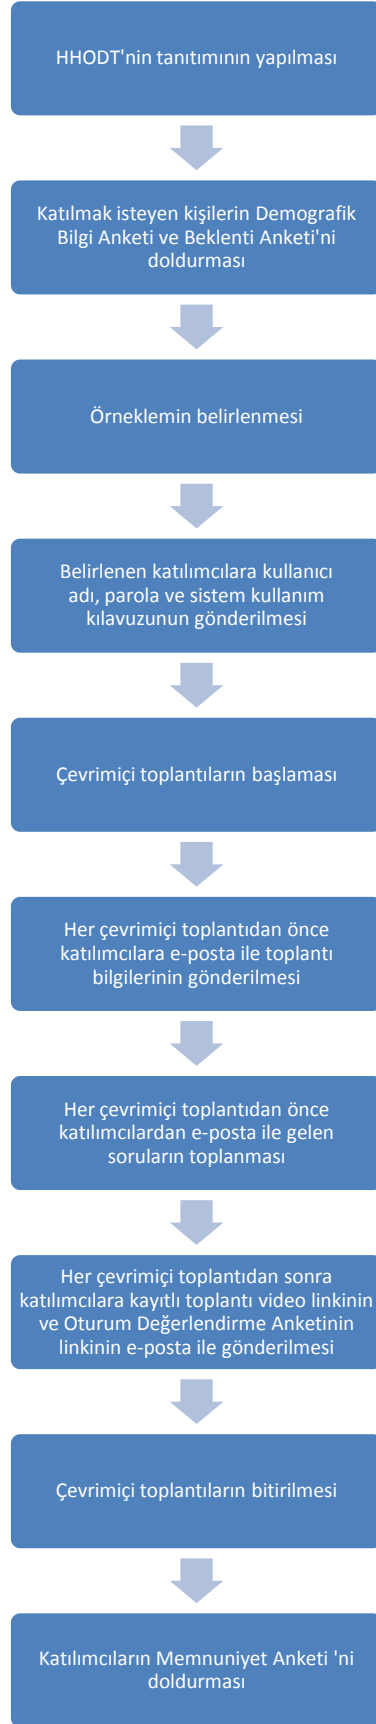 HHODT'nin tanıtımının yapılması
Katılmak isteyen kişilerin Demografik
Bilgi Anketi ve Beklenti Anketi'ni
doldurması
Örneklemin belirlenmesi
Belirlenen katılımcılara kullanıcı
adı, parola ve sistem kullanım
kılavuzunun gönderilmesi
Çevrimiçi toplantıların başlaması
Her çevrimiçi toplantıdan önce
katılımcılara e-posta ile toplantı
bilgilerinin gönderilmesi
Her çevrimiçi toplantıdan önce
katılımcılardan e-posta ile gelen
soruların toplanması
Her çevrimiçi toplantıdan sonra
katılımcılara kayıtlı toplantı video linkinin
ve Oturum Değerlendirme Anketinin
linkinin e-posta ile gönderilmesi
Çevrimiçi toplantıların bitirilmesi
Katılımcıların Memnuniyet Anketi 'ni
doldurması